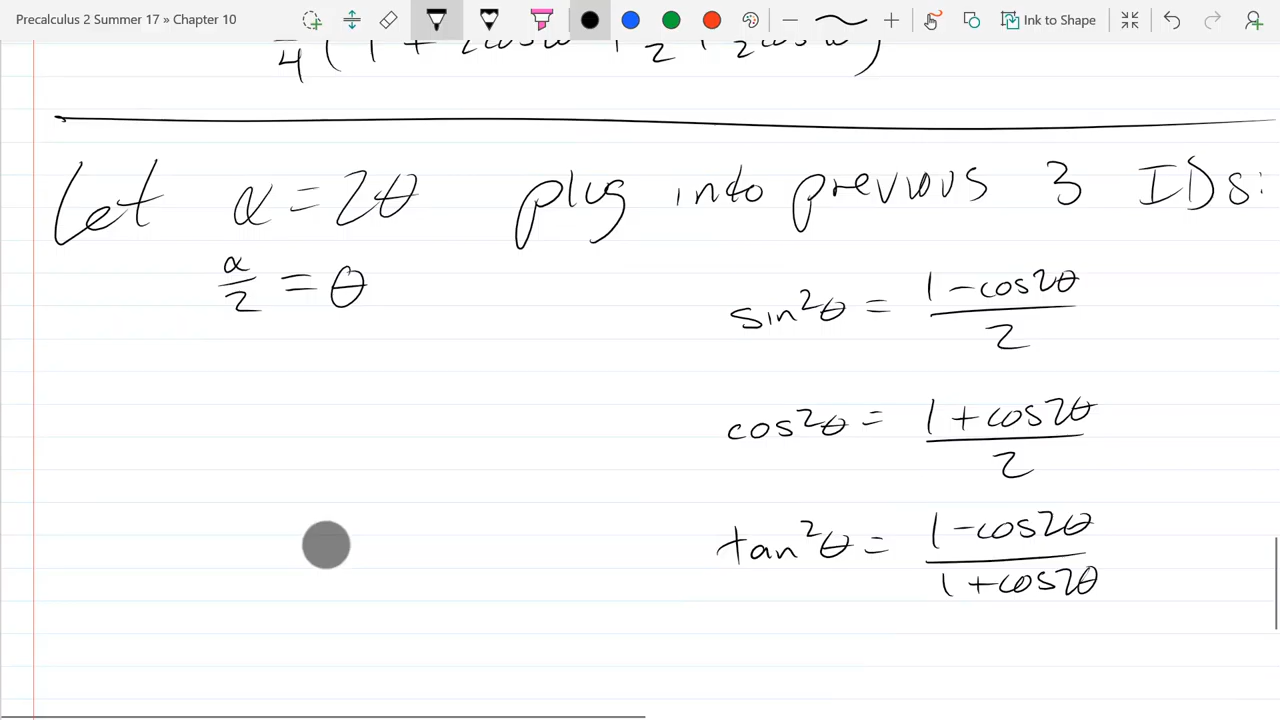 Precalculus 2 Summer 17 » Chapter 10
Ink to Shape
Let α = 2θ plug into previous 3 IDs:
α/2 = θ
sin²θ = (1 - cos2θ)/2
cos²θ = (1 + cos2θ)/2
tan²θ = (1 - cos2θ)/(1 + cos2θ)